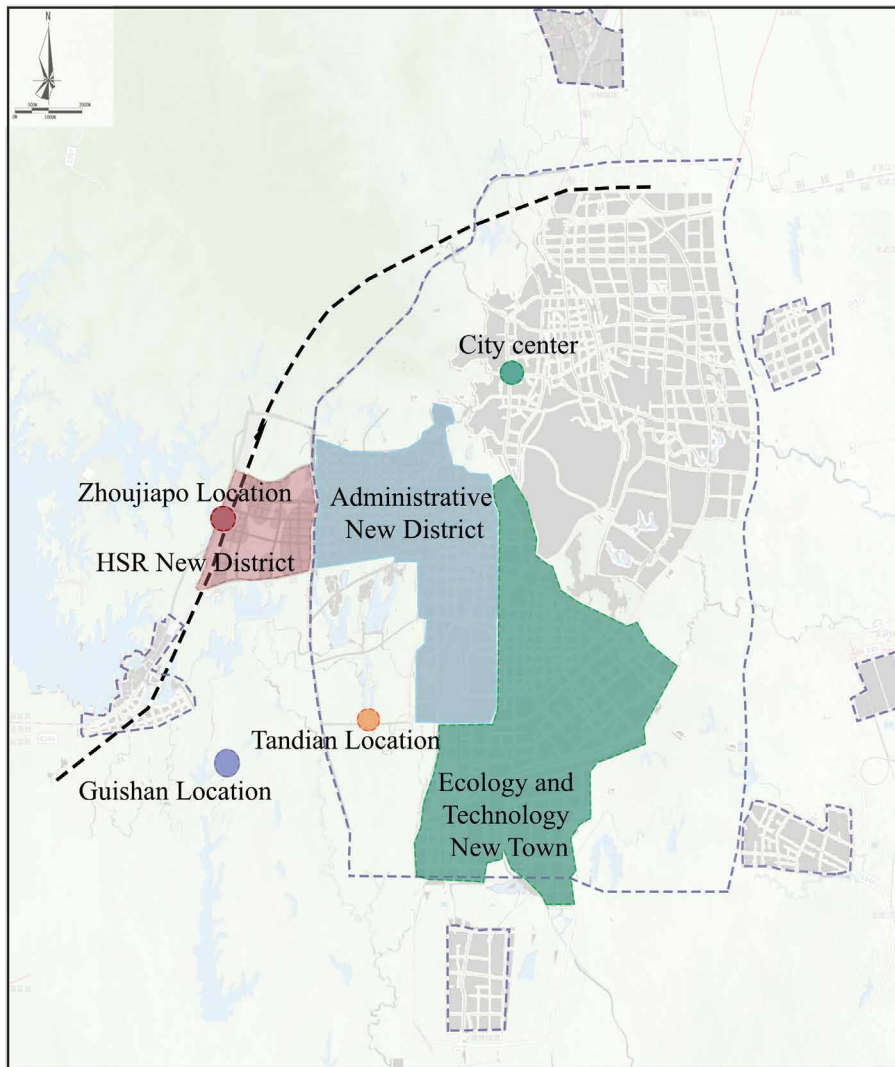 N
City center
Zhoujiapo Location
Administrative
New District
HSR New District
Tandian Location
Guishan Location
Ecology and
Technology
New Town